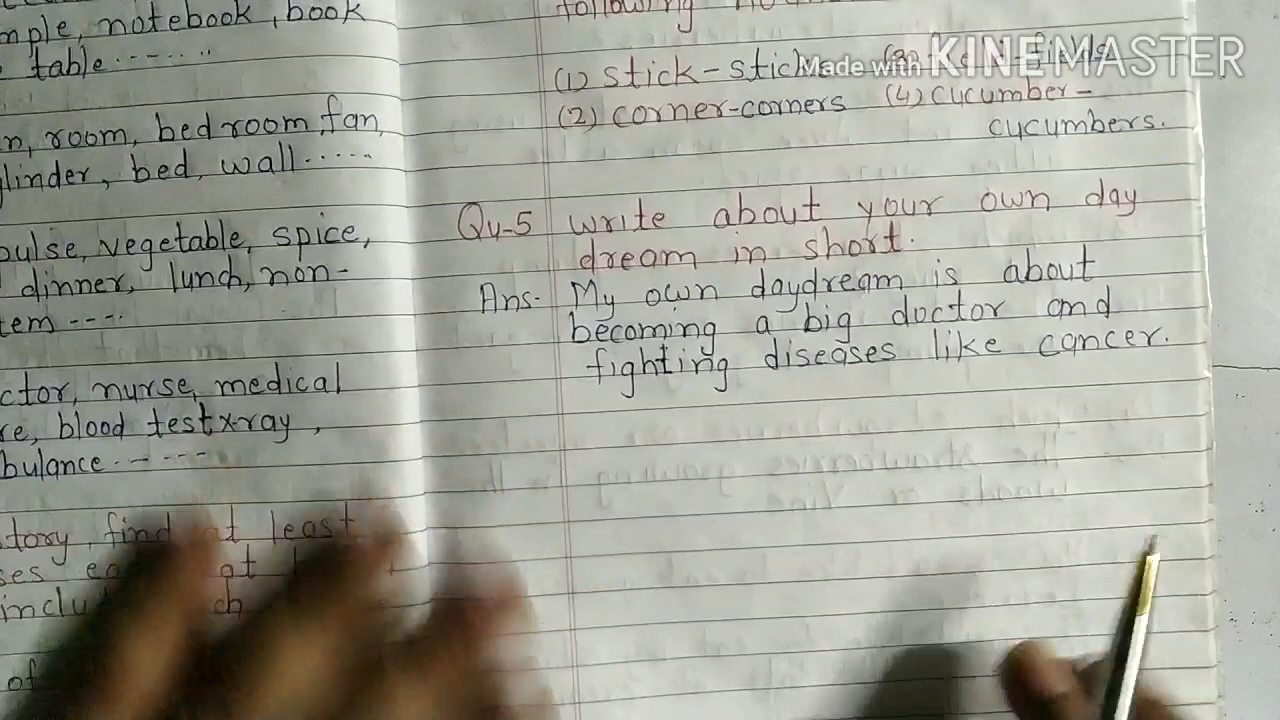 mple, notebook, book
table.......
n, room, bedroom, fan,
linder, bed, wall.....
pulse, vegetable, spice,
dinner, lunch, non-
tem ----
ctor, nurse, medical
re, blood test, x-ray,
bulance.------
tory, find at least
of
following
(1) stick-sticks
(2) corner-corners (4) cucumber-
cucumbers.
Qu-5 write about your own day
dream in short.
Ans- My own daydream is about
becoming a big doctor and
fighting diseases like cancer.
Made with KINEMASTER